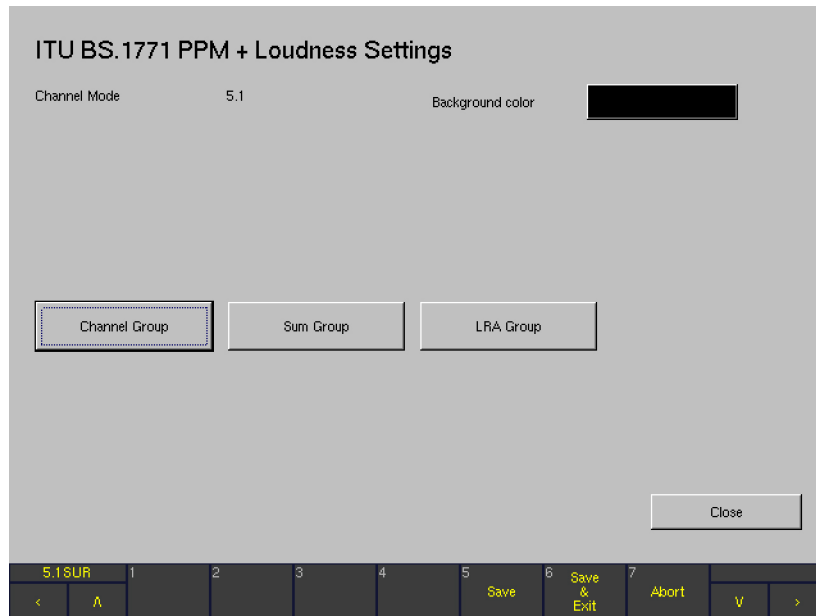 ITU BS.1771 PPM + Loudness Settings
Channel Mode 5.1 Background color
Channel Group Sum Group LRA Group
Close
5.1SUR 1 2 3 4 5 6 7
< Λ Save Save & Exit Abort V >